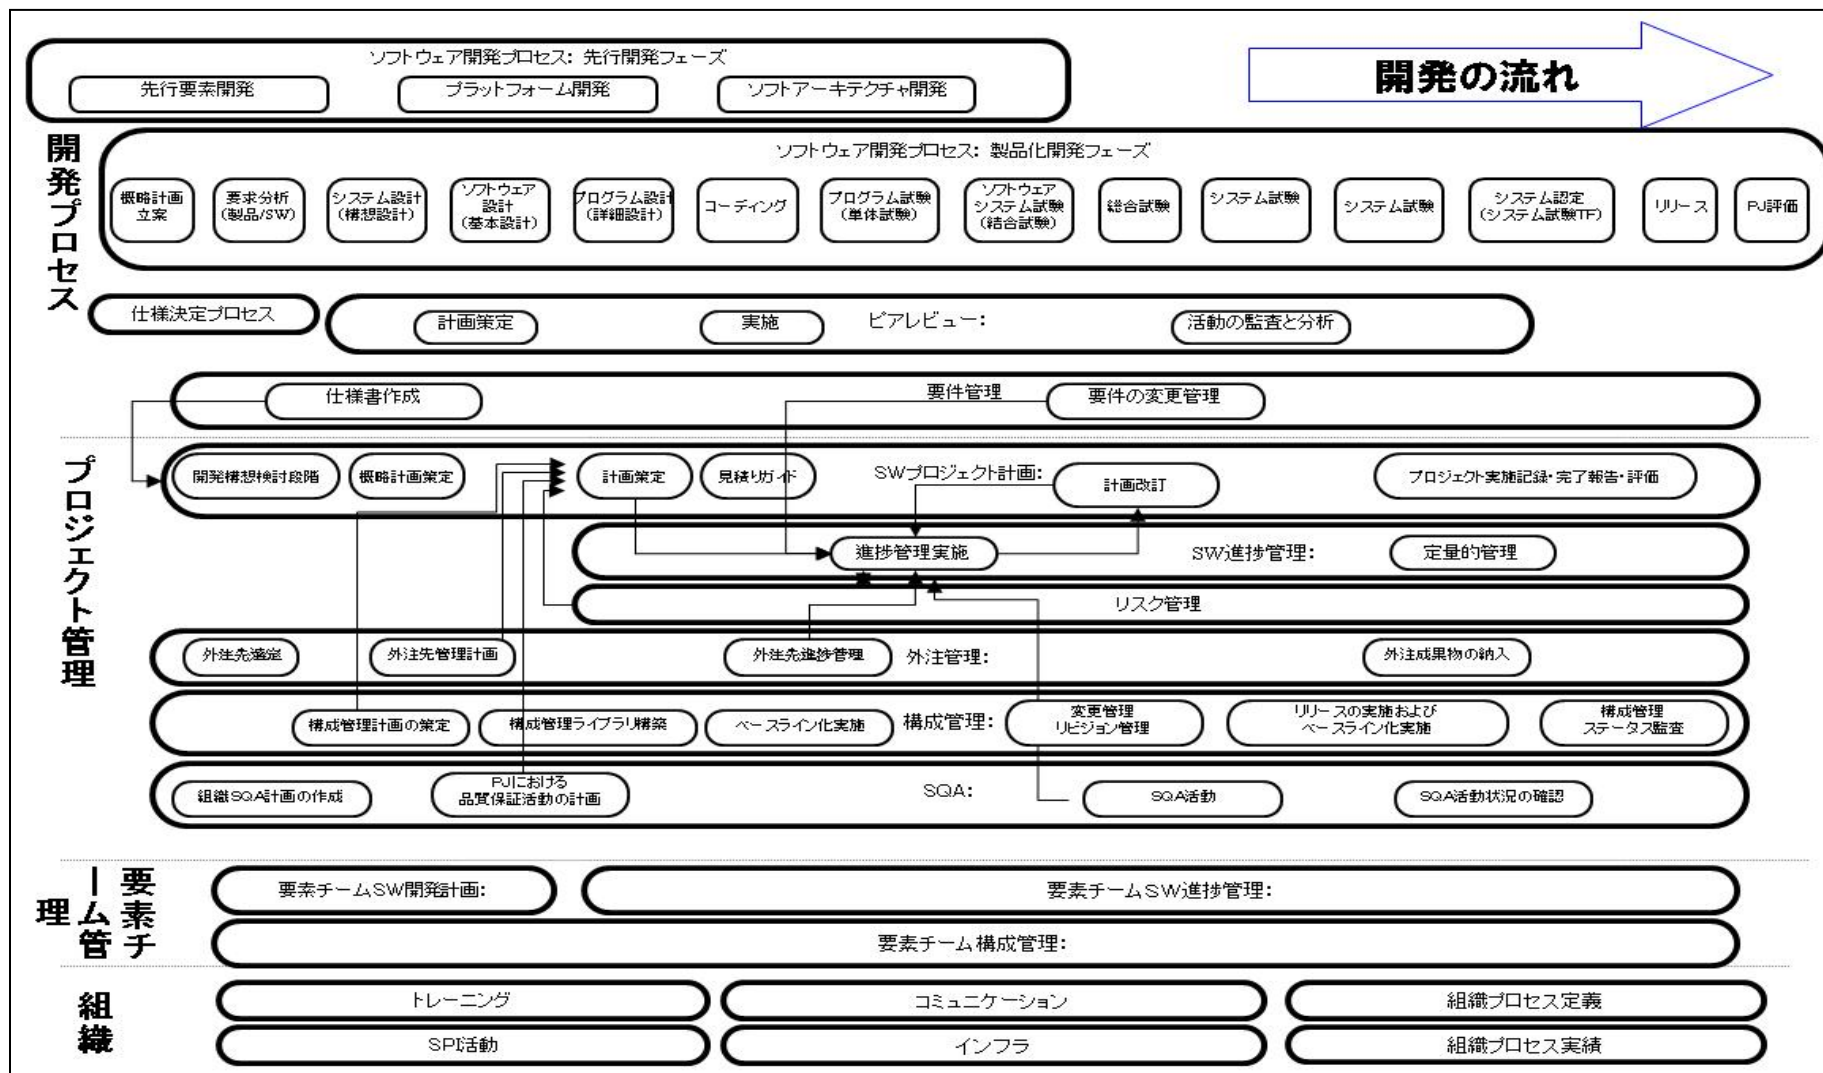 ソフトウェア開発プロセス: 先行開発フェーズ
先行要素開発
プラットフォーム開発
ソフトアーキテクチャ開発
開発の流れ
開発プロセス
ソフトウェア開発プロセス: 製品化開発フェーズ
概略計画
立案
要求分析
(製品/SW)
システム設計
(構想設計)
ソフトウェア
設計
(基本設計)
プログラム設計
(詳細設計)
コーディング
プログラム試験
(単体試験)
ソフトウェア
システム試験
(結合試験)
総合試験
システム試験
システム試験
システム認定
(システム試験TF)
リリース
PJ評価
仕様決定プロセス
計画策定
実施
ピアレビュー:
活動の監査と分析
仕様書作成
要件管理
要件の変更管理
プロジェクト管理
開発構想検討段階
概略計画策定
計画策定
見積りガイド
SWプロジェクト計画:
計画改訂
プロジェクト実施記録・完了報告・評価
進捗管理実施
SW進捗管理:
定量的管理
リスク管理
外注先選定
外注先管理計画
外注先進捗管理
外注管理:
外注成果物の納入
構成管理計画の策定
構成管理ライブラリ構築
ベースライン化実施
構成管理:
変更管理
リビジョン管理
リリースの実施および
ベースライン化実施
構成管理
ステータス監査
組織SQA計画の作成
PJにおける
品質保証活動の計画
SQA:
SQA活動
SQA活動状況の確認
要素チ
ーム管
理
要素チームSW開発計画:
要素チームSW進捗管理:
要素チーム構成管理:
組織
トレーニング
コミュニケーション
組織プロセス定義
SPI活動
インフラ
組織プロセス実績